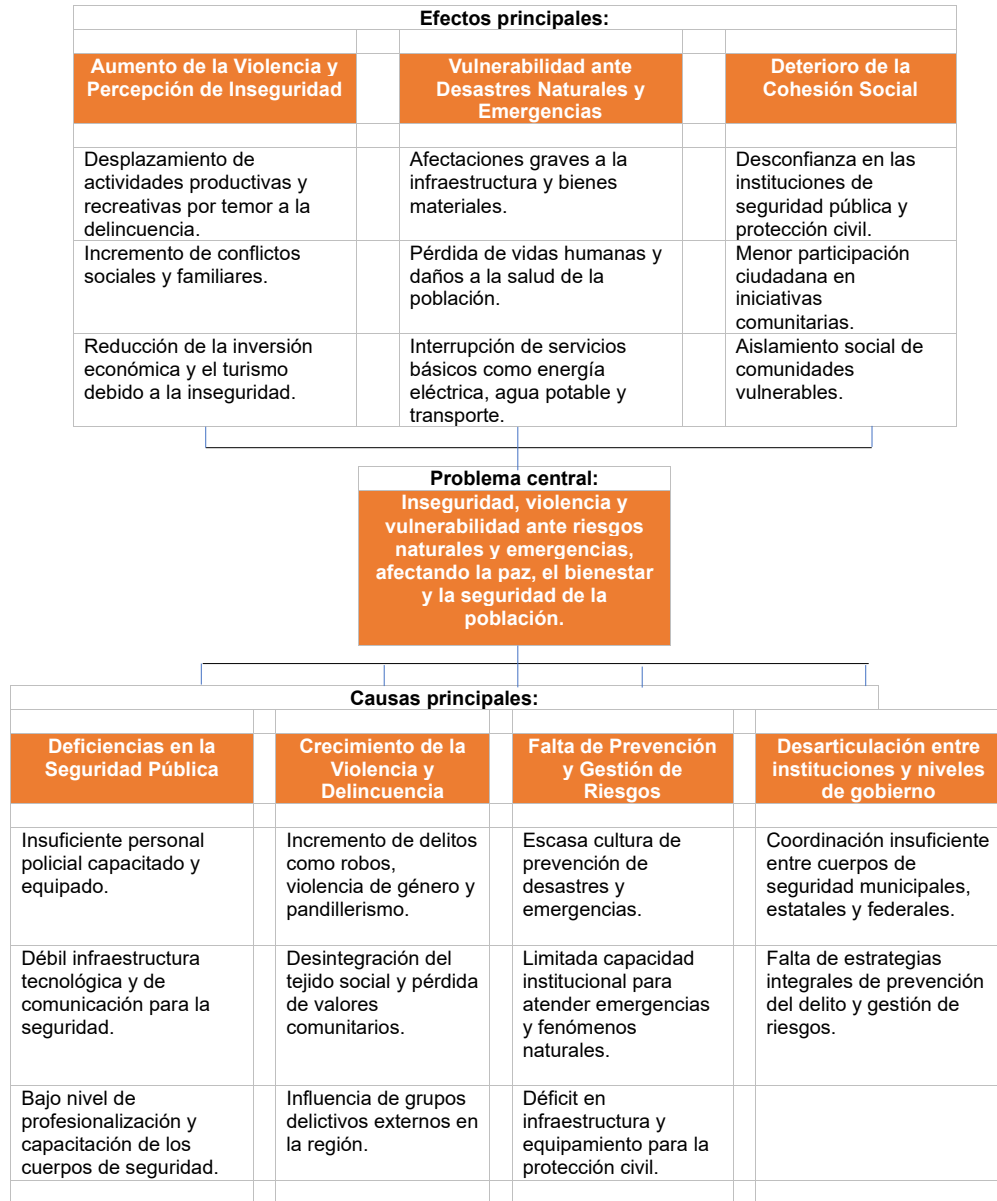 Efectos principales:
Aumento de la Violencia y
Percepción de Inseguridad
Vulnerabilidad ante
Desastres Naturales y
Emergencias
Deterioro de la
Cohesión Social
Desplazamiento de
actividades productivas y
recreativas por temor a la
delincuencia.
Afectaciones graves a la
infraestructura y bienes
materiales.
Desconfianza en las
instituciones de
seguridad pública y
protección civil.
Incremento de conflictos
sociales y familiares.
Pérdida de vidas humanas y
daños a la salud de la
población.
Menor participación
ciudadana en
iniciativas
comunitarias.
Reducción de la inversión
económica y el turismo
debido a la inseguridad.
Interrupción de servicios
básicos como energía
eléctrica, agua potable y
transporte.
Aislamiento social de
comunidades
vulnerables.
Problema central:
Inseguridad, violencia y
vulnerabilidad ante riesgos
naturales y emergencias,
afectando la paz, el bienestar
y la seguridad de la
población.
Causas principales:
Deficiencias en la
Seguridad Pública
Crecimiento de la
Violencia y
Delincuencia
Falta de Prevención
y Gestión de
Riesgos
Desarticulación entre
instituciones y niveles
de gobierno
Insuficiente personal
policial capacitado y
equipado.
Incremento de delitos
como robos,
violencia de género y
pandillerismo.
Escasa cultura de
prevención de
desastres y
emergencias.
Coordinación insuficiente
entre cuerpos de
seguridad municipales,
estatales y federales.
Débil infraestructura
tecnológica y de
comunicación para la
seguridad.
Desintegración del
tejido social y pérdida
de valores
comunitarios.
Limitada capacidad
institucional para
atender emergencias
y fenómenos
naturales.
Falta de estrategias
integrales de prevención
del delito y gestión de
riesgos.
Bajo nivel de
profesionalización y
capacitación de los
cuerpos de seguridad.
Influencia de grupos
delictivos externos en
la región.
Déficit en
infraestructura y
equipamiento para la
protección civil.